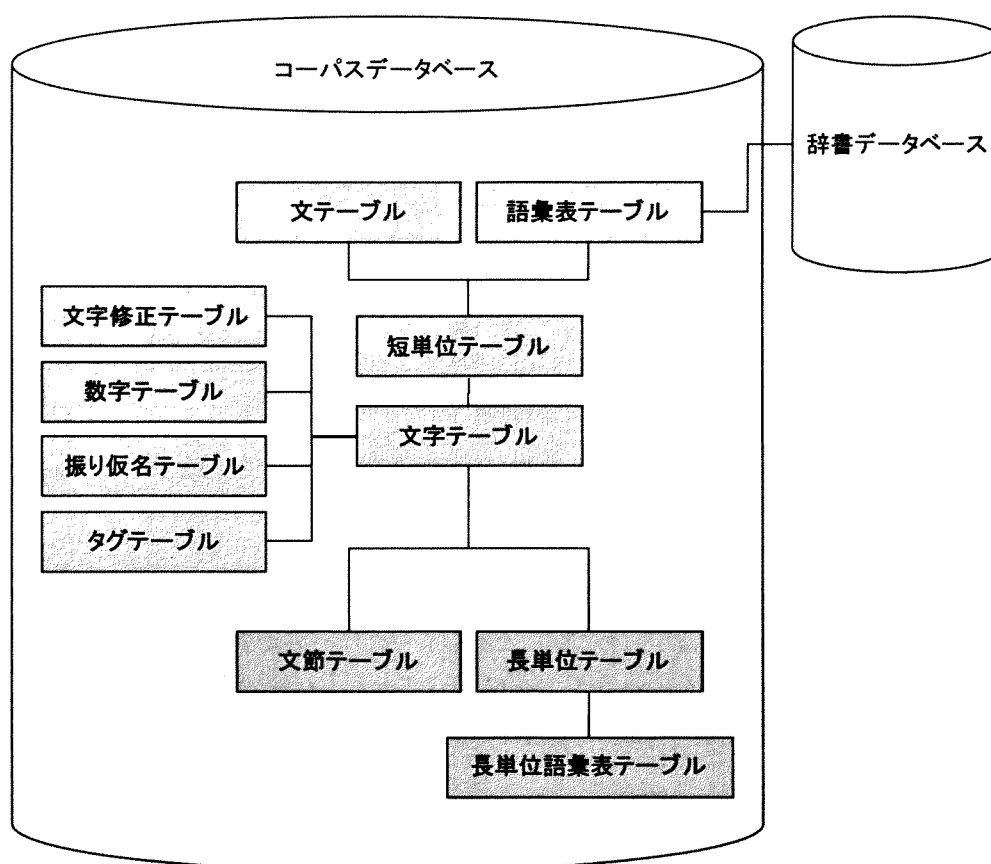 コーパスデータベース
辞書データベース
文テーブル
語彙表テーブル
文字修正テーブル
短単位テーブル
数字テーブル
文字テーブル
振り仮名テーブル
タグテーブル
文節テーブル
長単位テーブル
長単位語彙表テーブル